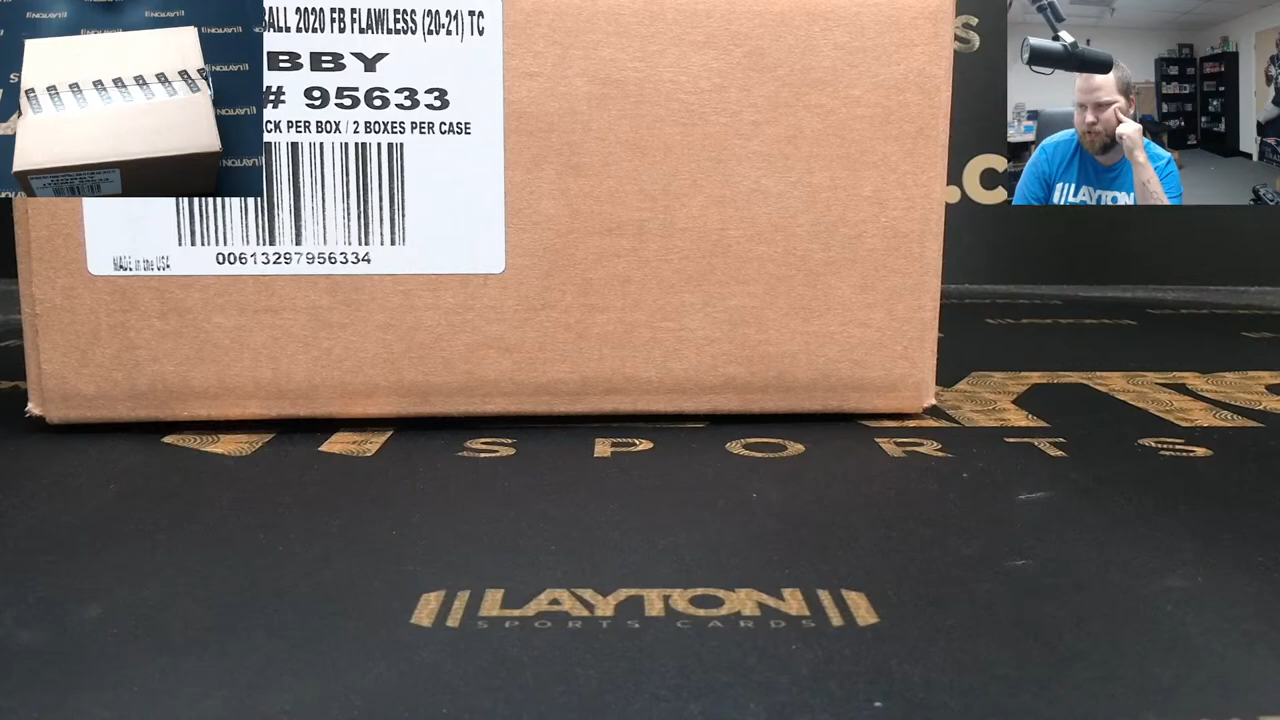 BALL 2020 FB FLAWLESS (20-21) TC
BBY
# 95633
CK PER BOX / 2 BOXES PER CASE
MADE in the USA
00613297956334
S
.c
LAYTON
SPORTS
LAYTON
SPORTS CARDS